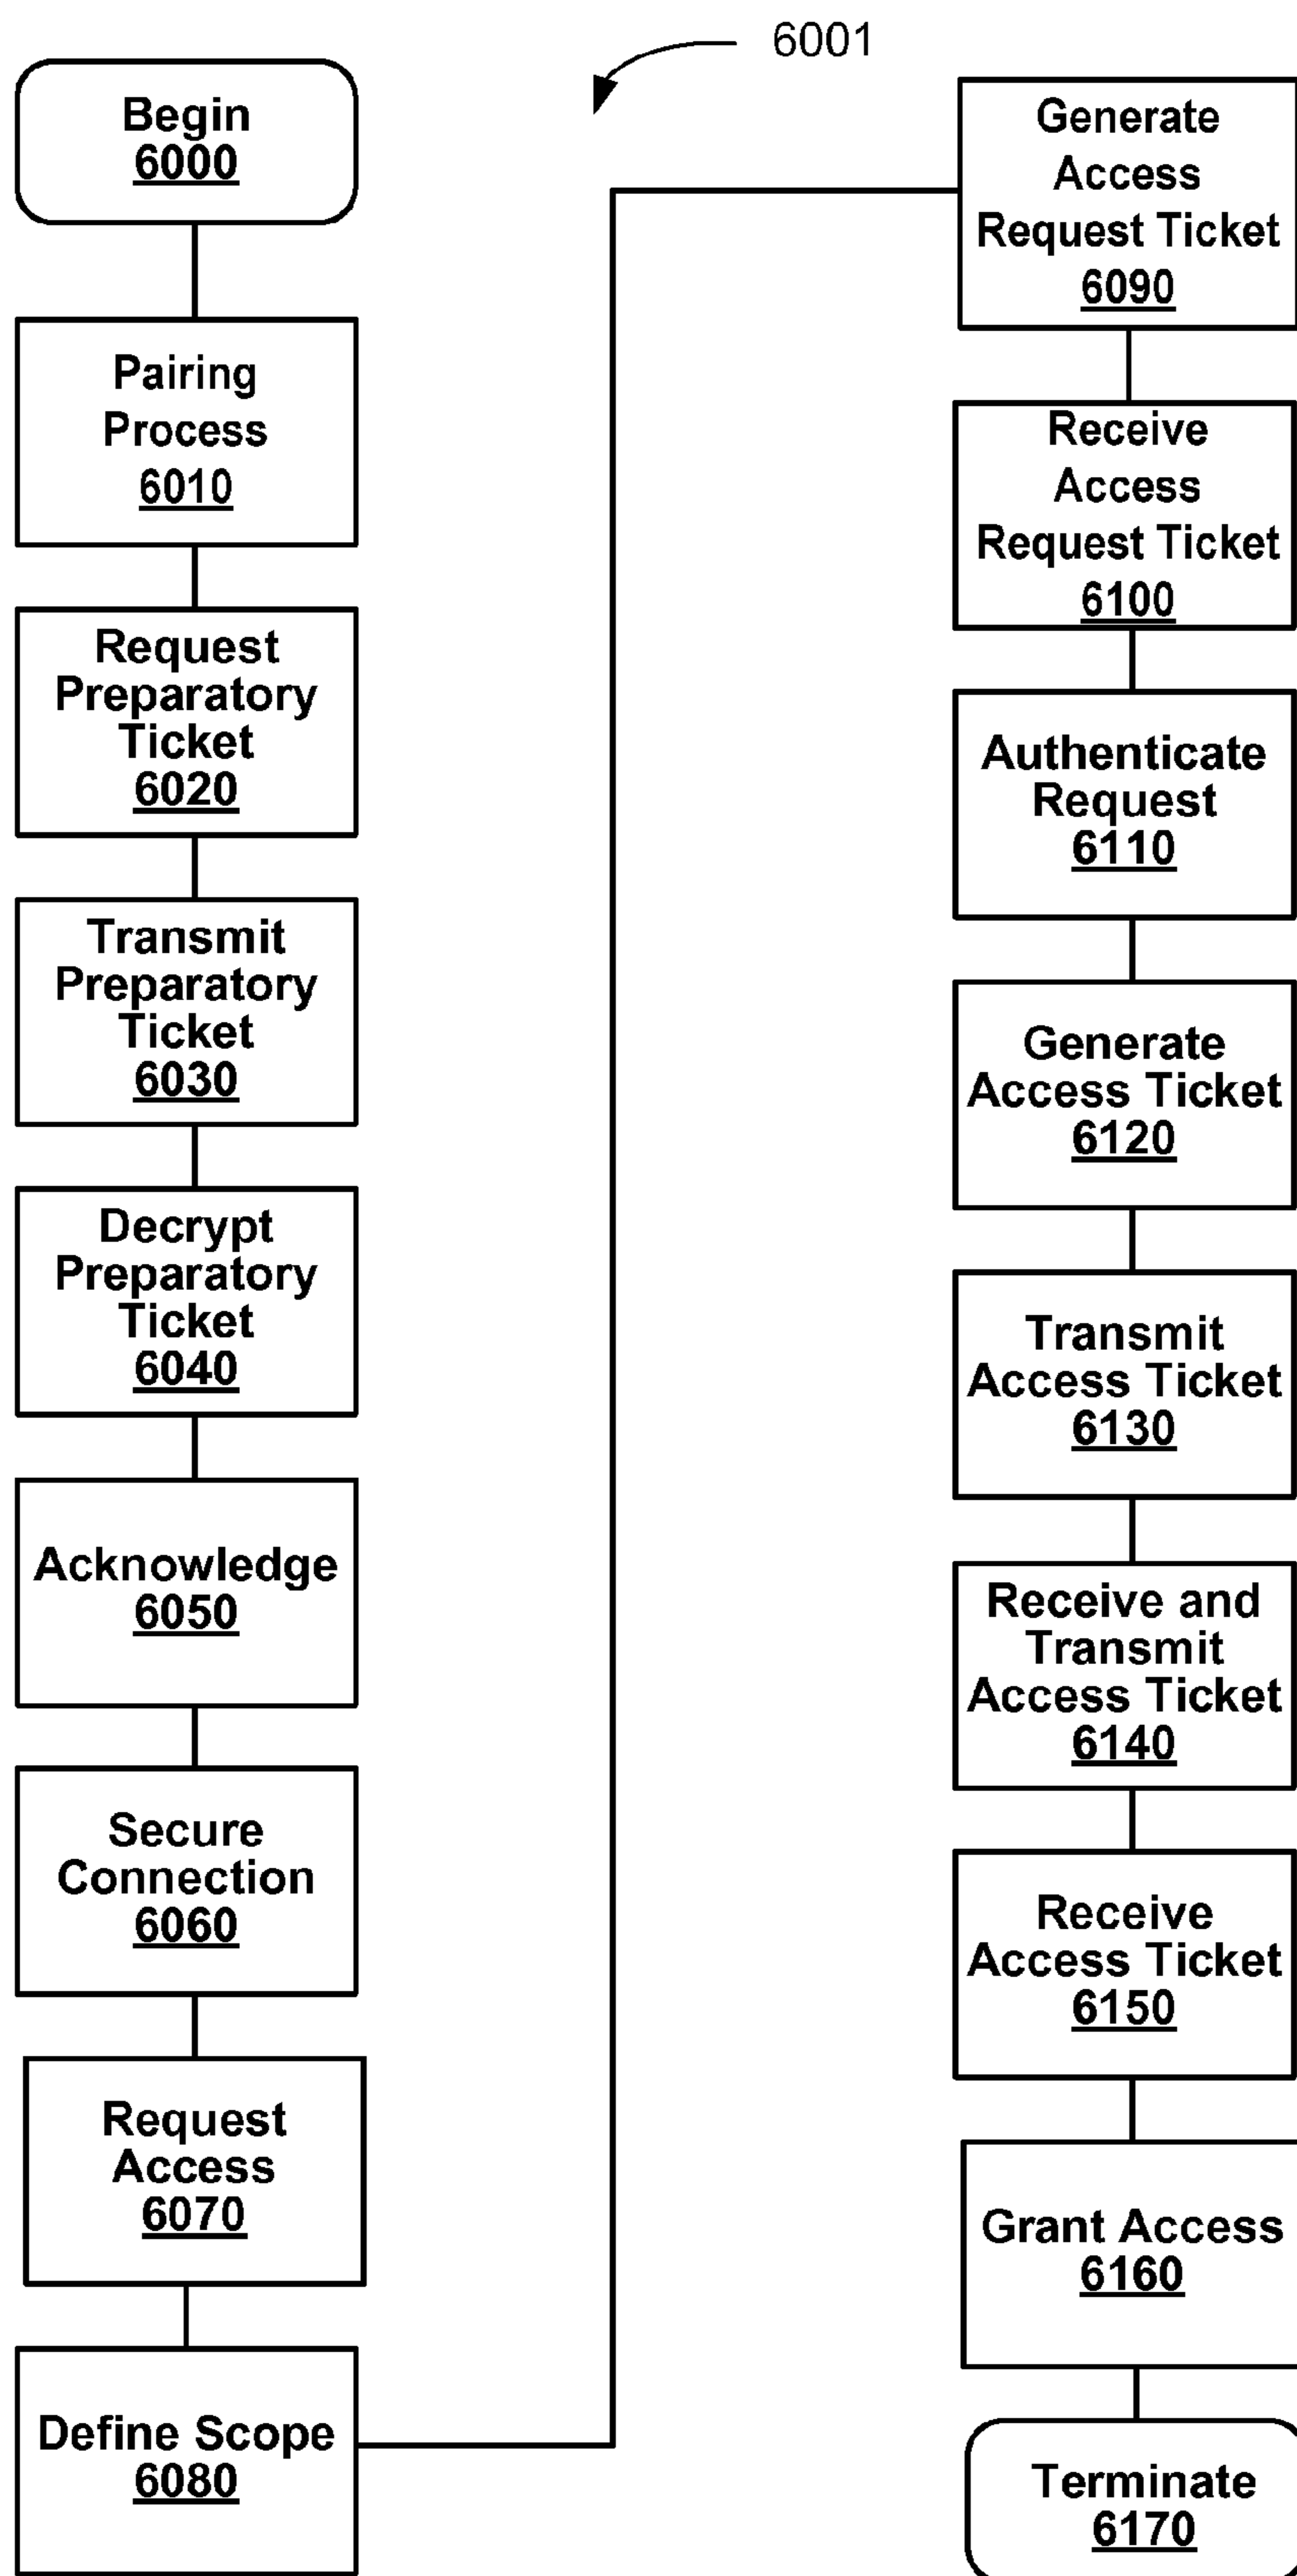 6001
Begin
6000
Pairing
Process
6010
Request
Preparatory
Ticket
6020
Transmit
Preparatory
Ticket
6030
Decrypt
Preparatory
Ticket
6040
Acknowledge
6050
Secure
Connection
6060
Request
Access
6070
Define Scope
6080
Generate
Access
Request Ticket
6090
Receive
Access
Request Ticket
6100
Authenticate
Request
6110
Generate
Access Ticket
6120
Transmit
Access Ticket
6130
Receive and
Transmit
Access Ticket
6140
Receive
Access Ticket
6150
Grant Access
6160
Terminate
6170